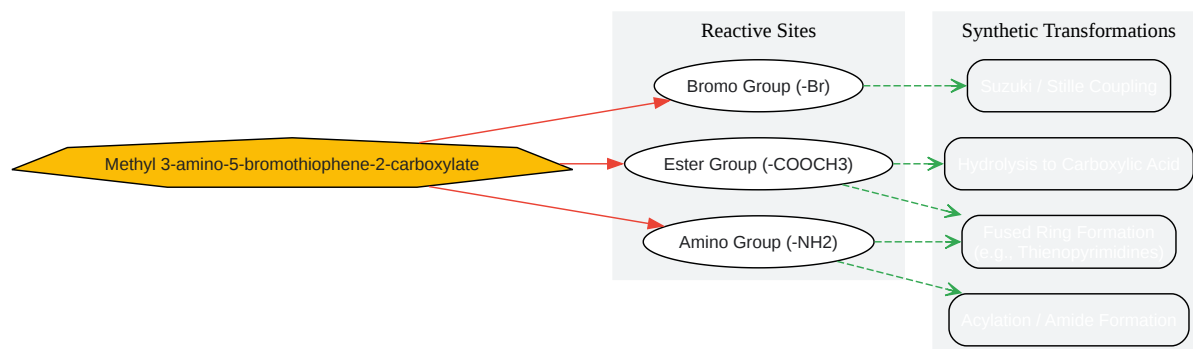 Reactive Sites
Synthetic Transformations
Bromo Group (-Br)
Suzuki / Stille Coupling
Methyl 3-amino-5-bromothiophene-2-carboxylate
Ester Group (-COOCH3)
Hydrolysis to Carboxylic Acid
Amino Group (-NH2)
Fused Ring Formation
(e.g., Thienopyrimidines)
Acylation / Amide Formation